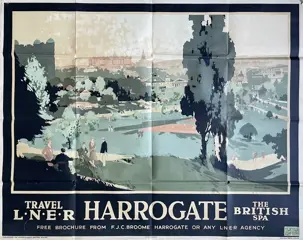 TRAVEL
L·N·E·R
HARROGATE
THE
BRITISH
SPA
FREE BROCHURE FROM F.J.C. BROOME HARROGATE OR ANY L·N·E·R AGENCY